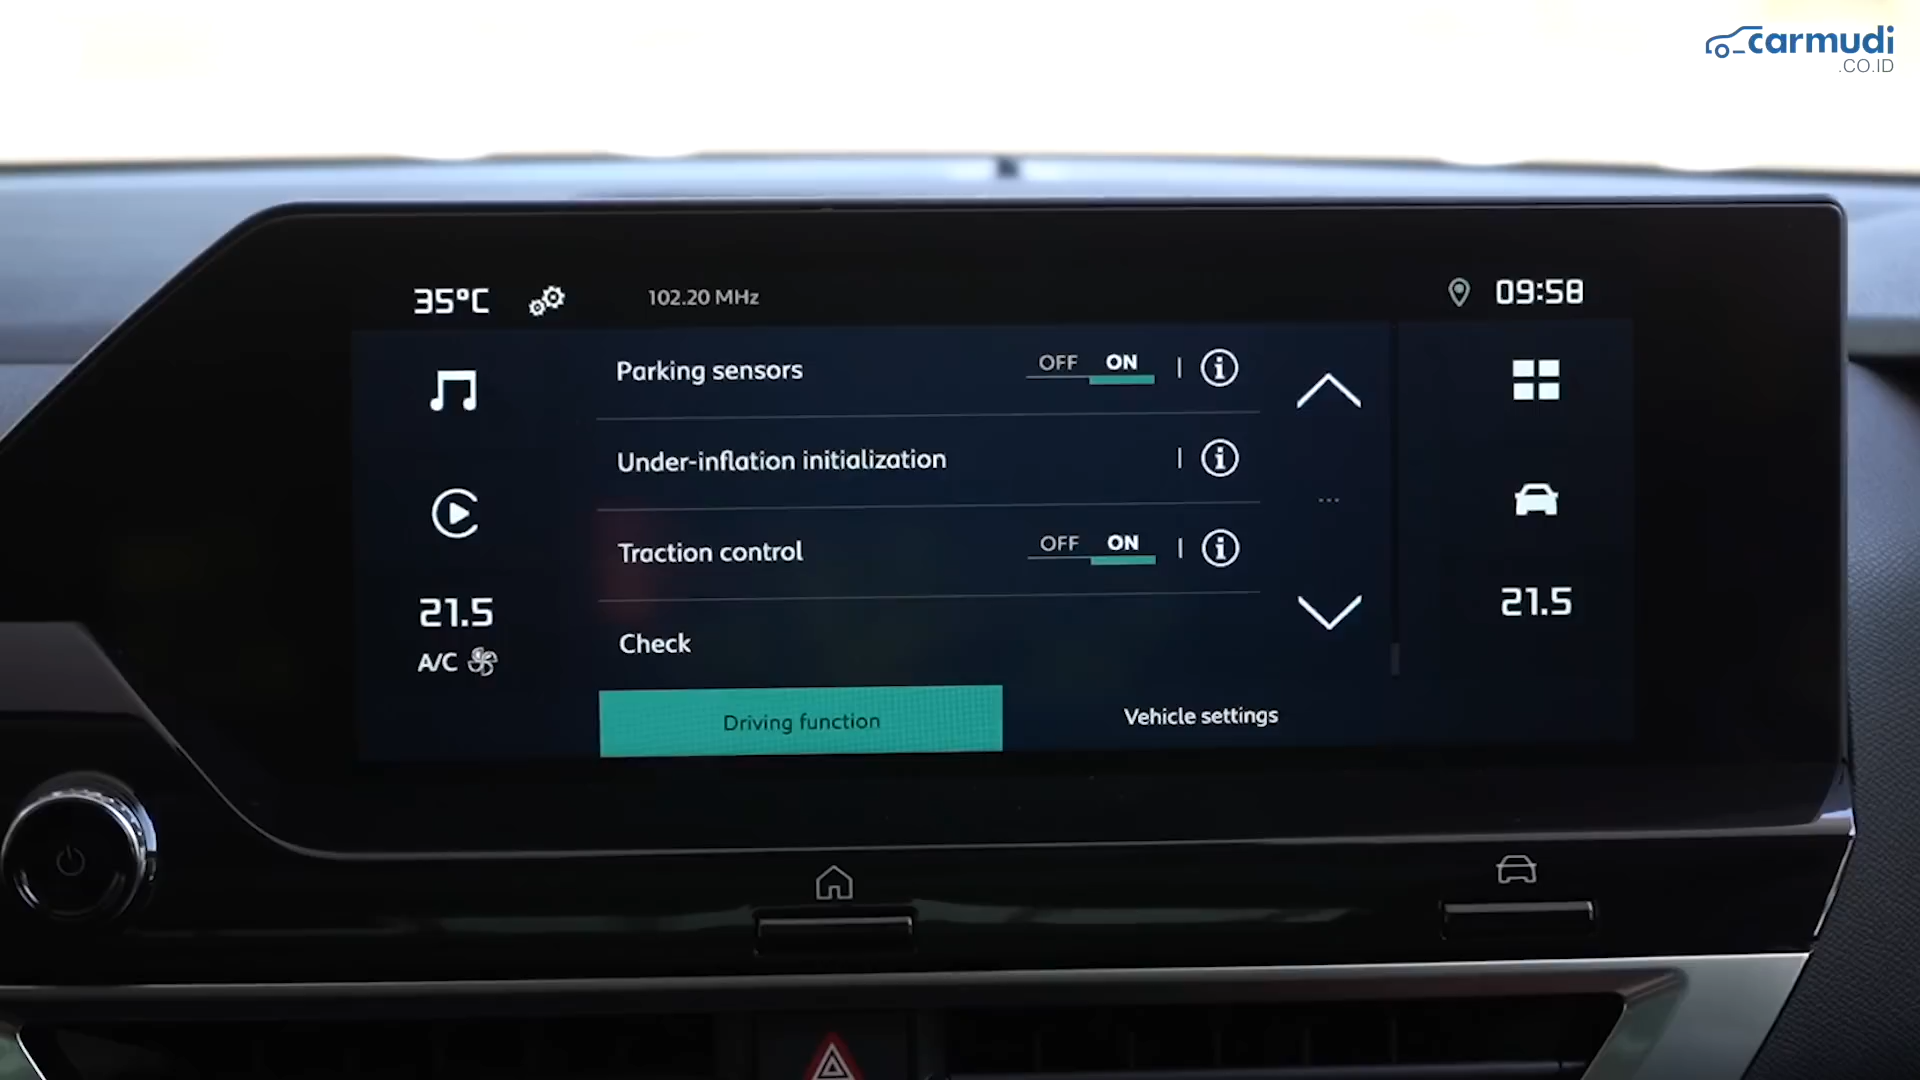 carmudi
.CO.ID
35°C
102.20 MHz
09:58
Parking sensors OFF ON
Under-inflation initialization
Traction control OFF ON
21.5
21.5
Check
A/C
Driving function
Vehicle settings